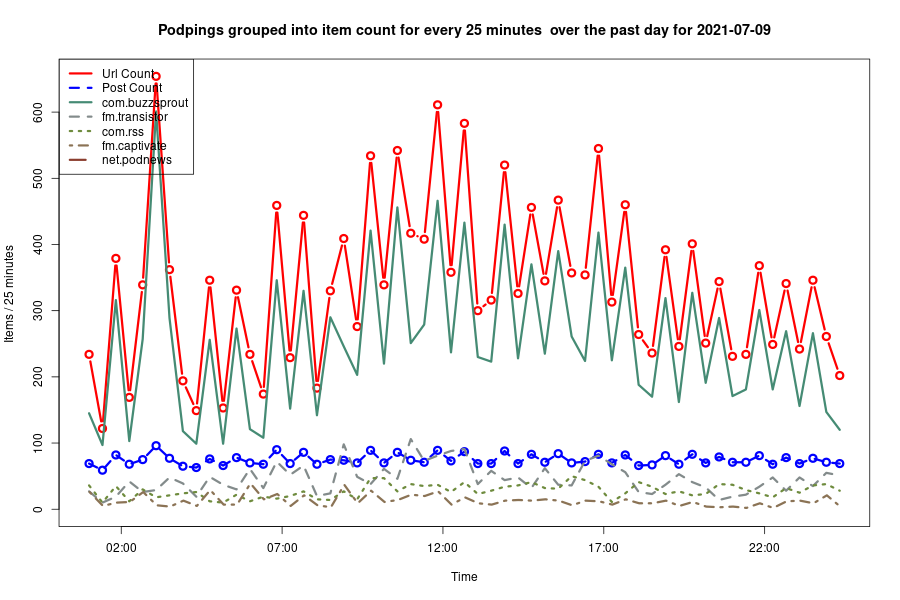 Podpings grouped into item count for every 25 minutes  over the past day for 2021-07-09
Url Count
Post Count
com.buzzsprout
fm.transistor
com.rss
fm.captivate
net.podnews
Items / 25 minutes
600
500
400
300
200
100
0
02:00 07:00 12:00 17:00 22:00
Time